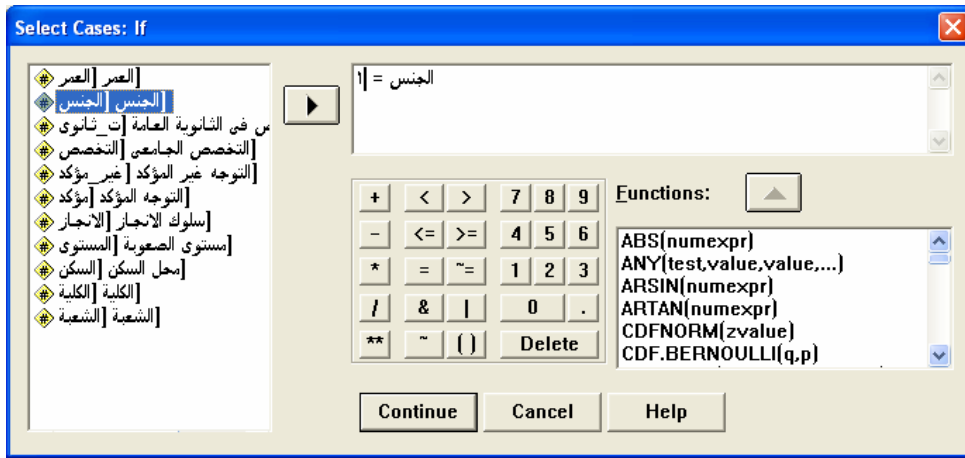 Select Cases: If
العمر [العمر]
الجنس [الجنس]
ص فى الثانوية العامة [ت_ثانوى]
التخصص الجامعى [التخصص]
التوجه غير المؤكد [غير_مؤكد]
التوجه المؤكد [مؤكد]
سلوك الانجاز [الانجاز]
مستوى الصعوبة [المستوى]
محل السكن [السكن]
الكلية [الكلية]
الشعبة [الشعبة]
الجنس = ١
+ < > 7 8 9
- <= >= 4 5 6
* = ~= 1 2 3
/ & | 0 .
** ~ ( ) Delete
Functions:
ABS(numexpr)
ANY(test,value,value,...)
ARSIN(numexpr)
ARTAN(numexpr)
CDFNORM(zvalue)
CDF.BERNOULLI(q,p)
Continue Cancel Help